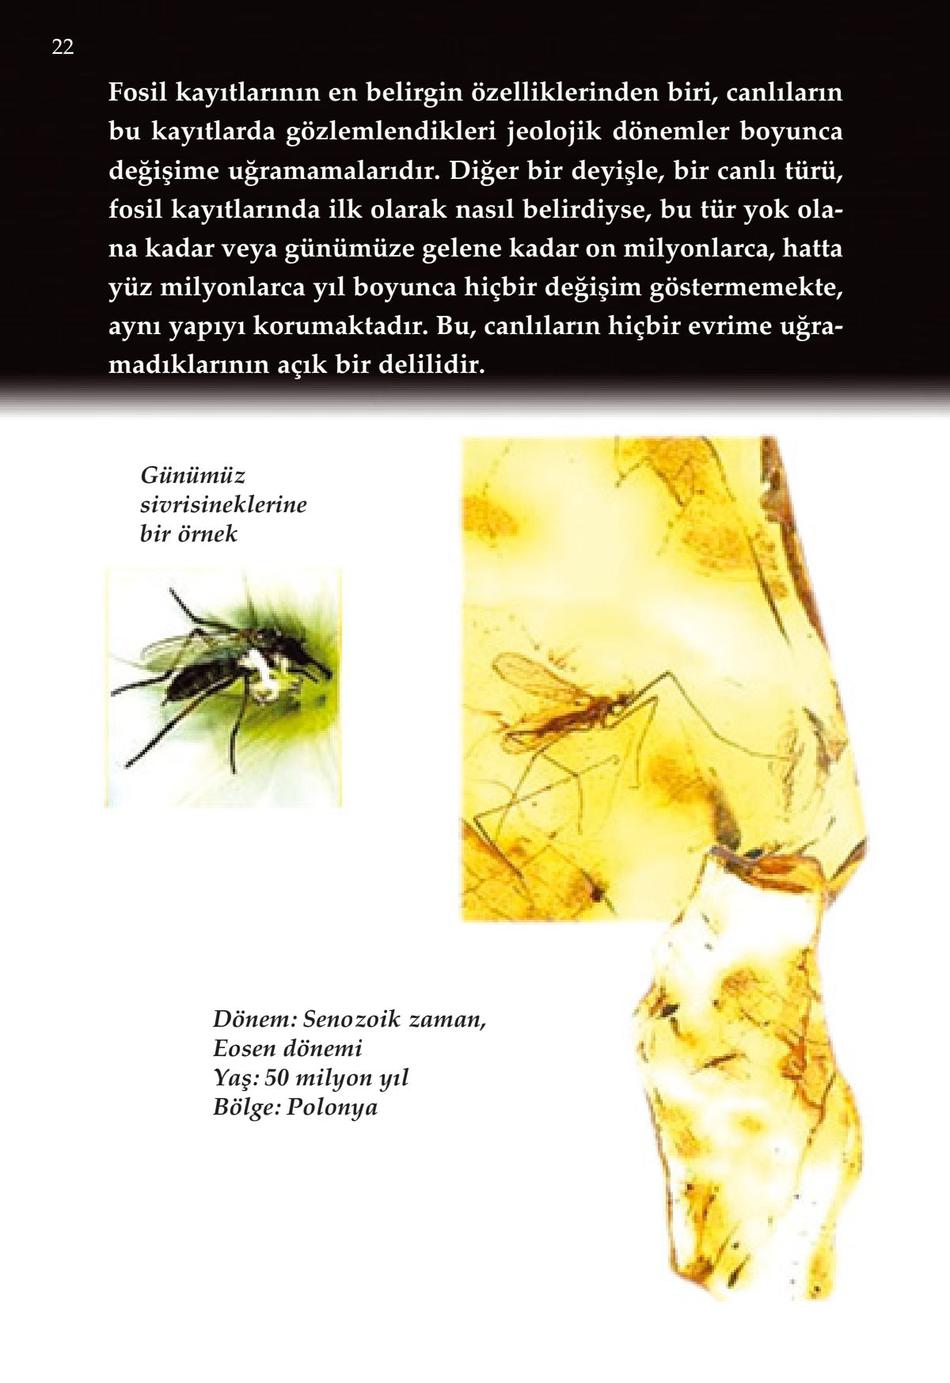 22
Fosil kayıtlarının en belirgin özelliklerinden biri, canlıların
bu kayıtlarda gözlemlendikleri jeolojik dönemler boyunca
değişime uğramamalarıdır. Diğer bir deyişle, bir canlı türü,
fosil kayıtlarında ilk olarak nasıl belirdiyse, bu tür yok ola-
na kadar veya günümüze gelene kadar on milyonlarca, hatta
yüz milyonlarca yıl boyunca hiçbir değişim göstermemekte,
aynı yapıyı korumaktadır. Bu, canlıların hiçbir evrime uğra-
madıklarının açık bir delilidir.
Günümüz
sivrisineklerine
bir örnek
Dönem: Senozoik zaman,
Eosen dönemi
Yaş: 50 milyon yıl
Bölge: Polonya